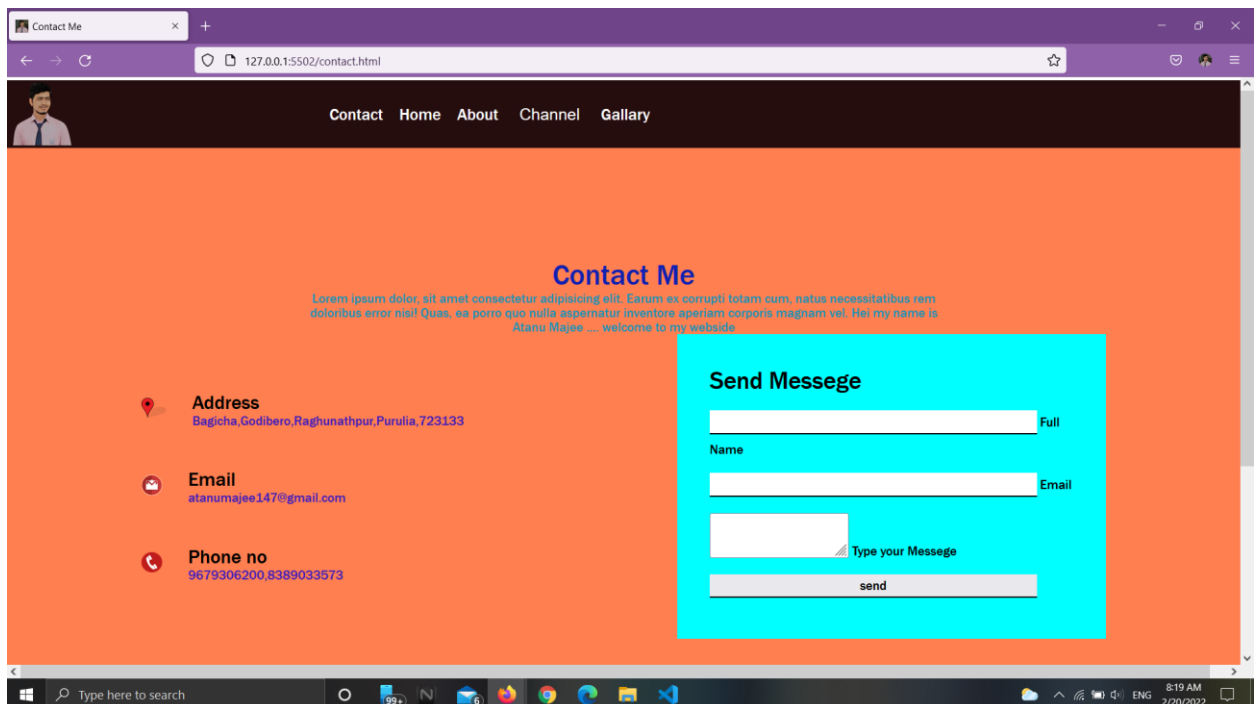 Contact Me
127.0.0.1:5502/contact.html
Contact Home About Channel Gallary
Contact Me
Lorem ipsum dolor, sit amet consectetur adipisicing elit. Earum ex corrupti totam cum, natus necessitatibus rem
doloribus error nisi! Quas, ea porro quo nulla aspernatur inventore aperiam corporis magnam vel. Hei my name is
Atanu Majee .... welcome to my webside
Address
Bagicha,Godibero,Raghunathpur,Purulia,723133
Email
atanumajee147@gmail.com
Phone no
9679306200,8389033573
Send Messege
Full
Name
Email
Type your Messege
send
Type here to search
99+
6
ENG
8:19 AM
2/20/2022